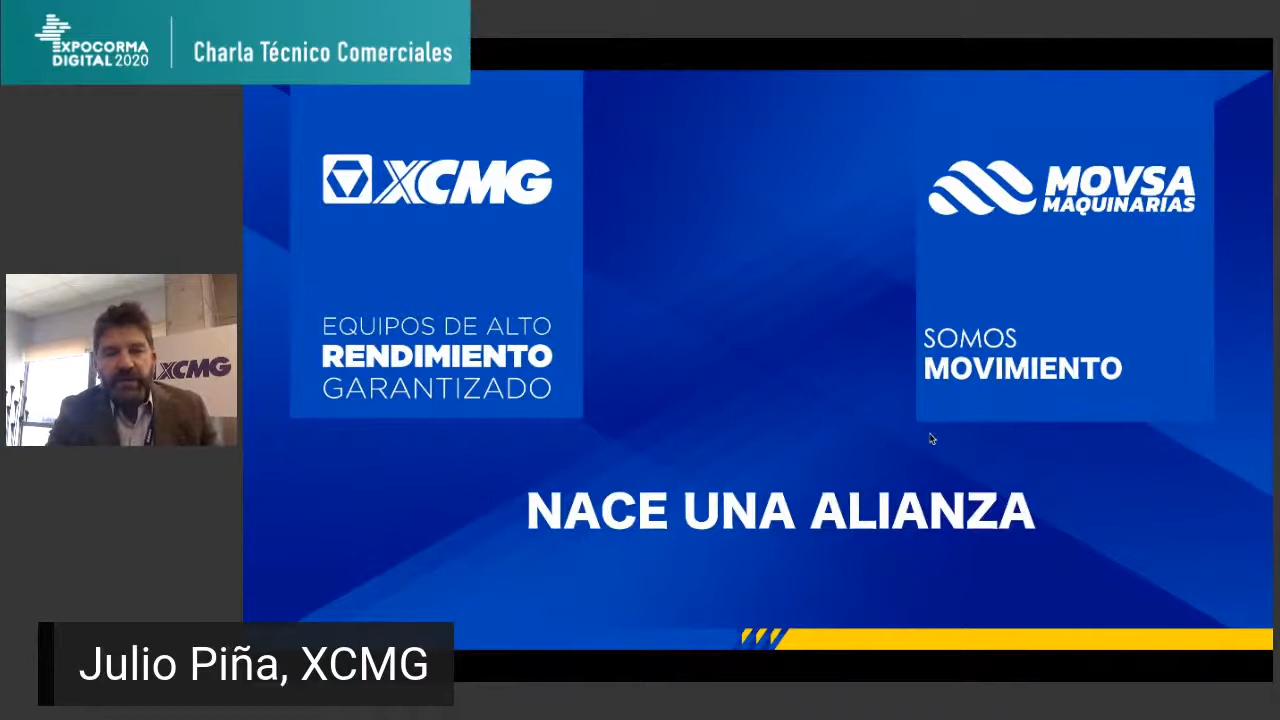 EXPOCORMA
DIGITAL 2020
Charla Técnico Comerciales
XCMG
EQUIPOS DE ALTO
RENDIMIENTO
GARANTIZADO
MOVSA
MAQUINARIAS
SOMOS
MOVIMIENTO
NACE UNA ALIANZA
XCMG
Julio Piña, XCMG